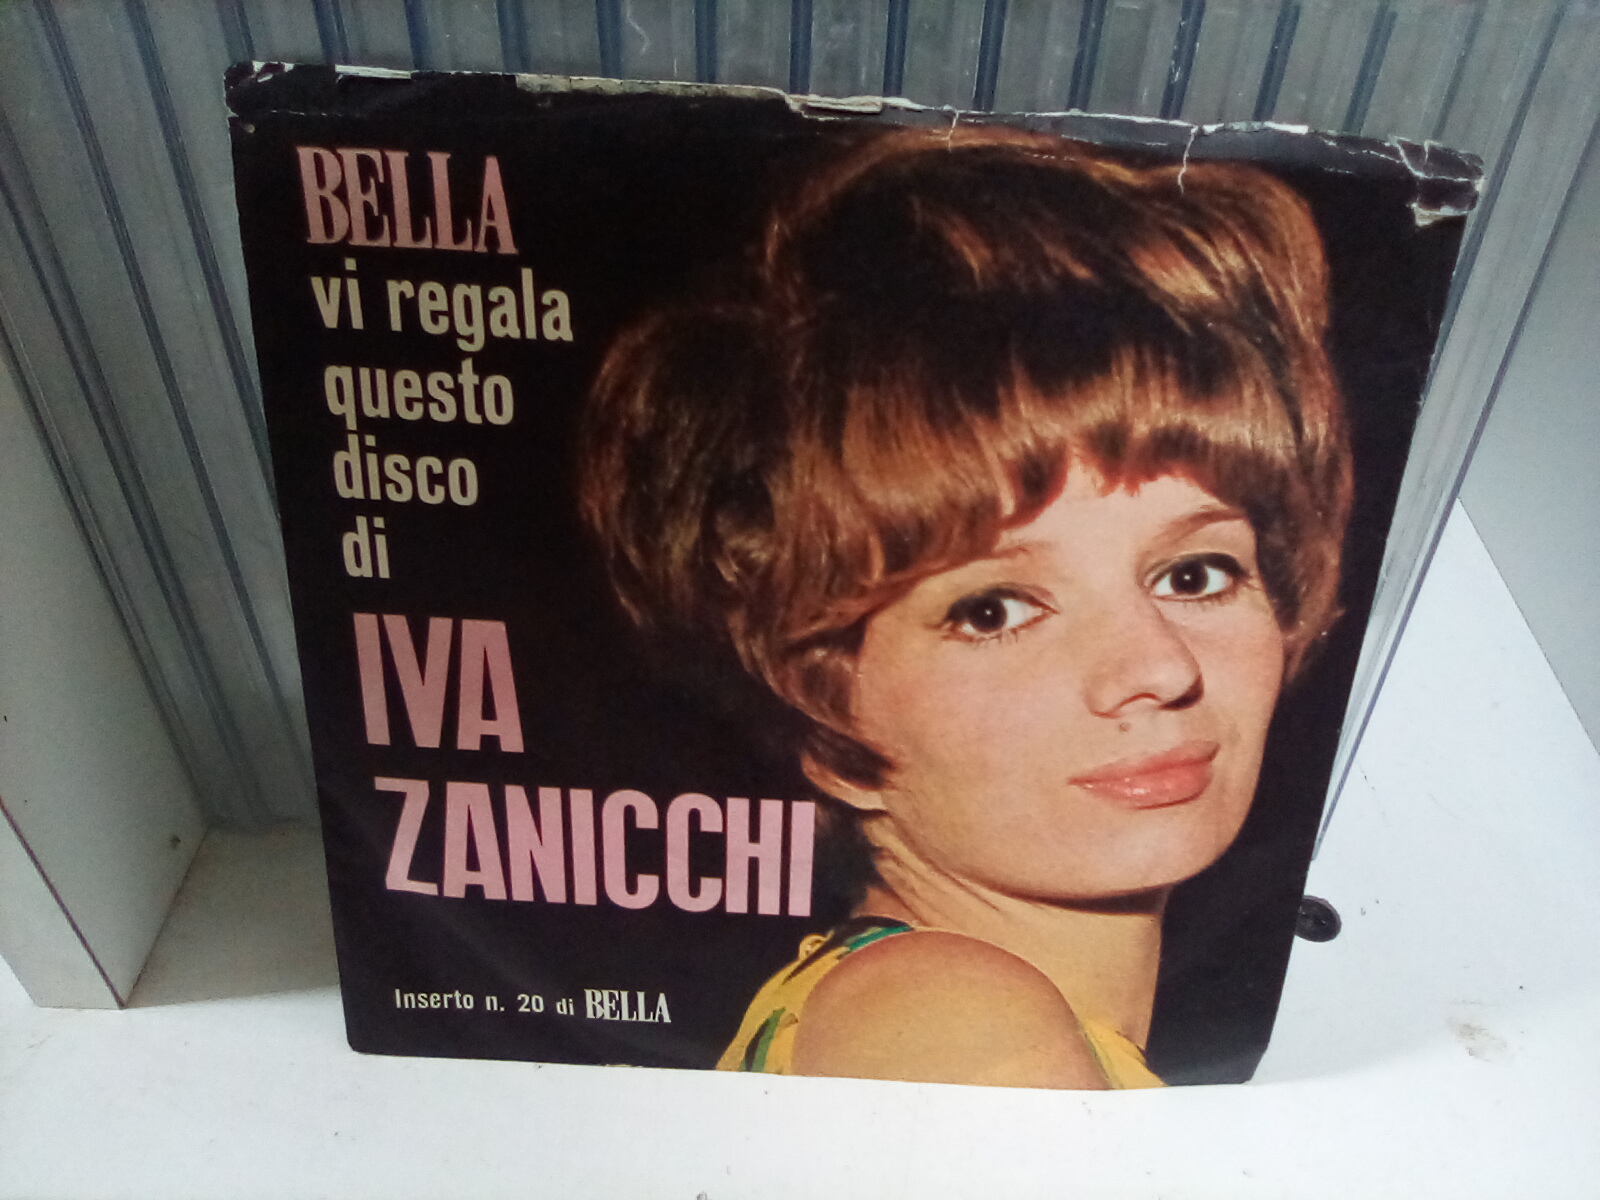 BELLA
vi regala
questo
disco
di
IVA
ZANICCHI
Inserto n. 20 di BELLA